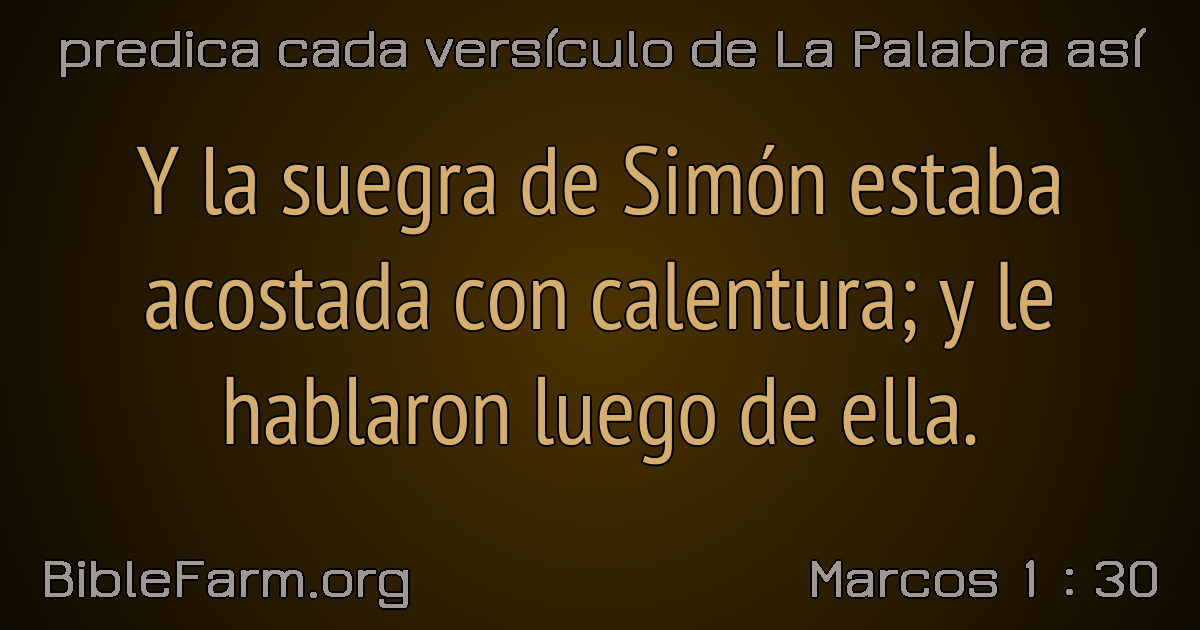 predica cada versículo de La Palabra así
Y la suegra de Simón estaba
acostada con calentura; y le
hablaron luego de ella.
BibleFarm.org
Marcos 1 : 30